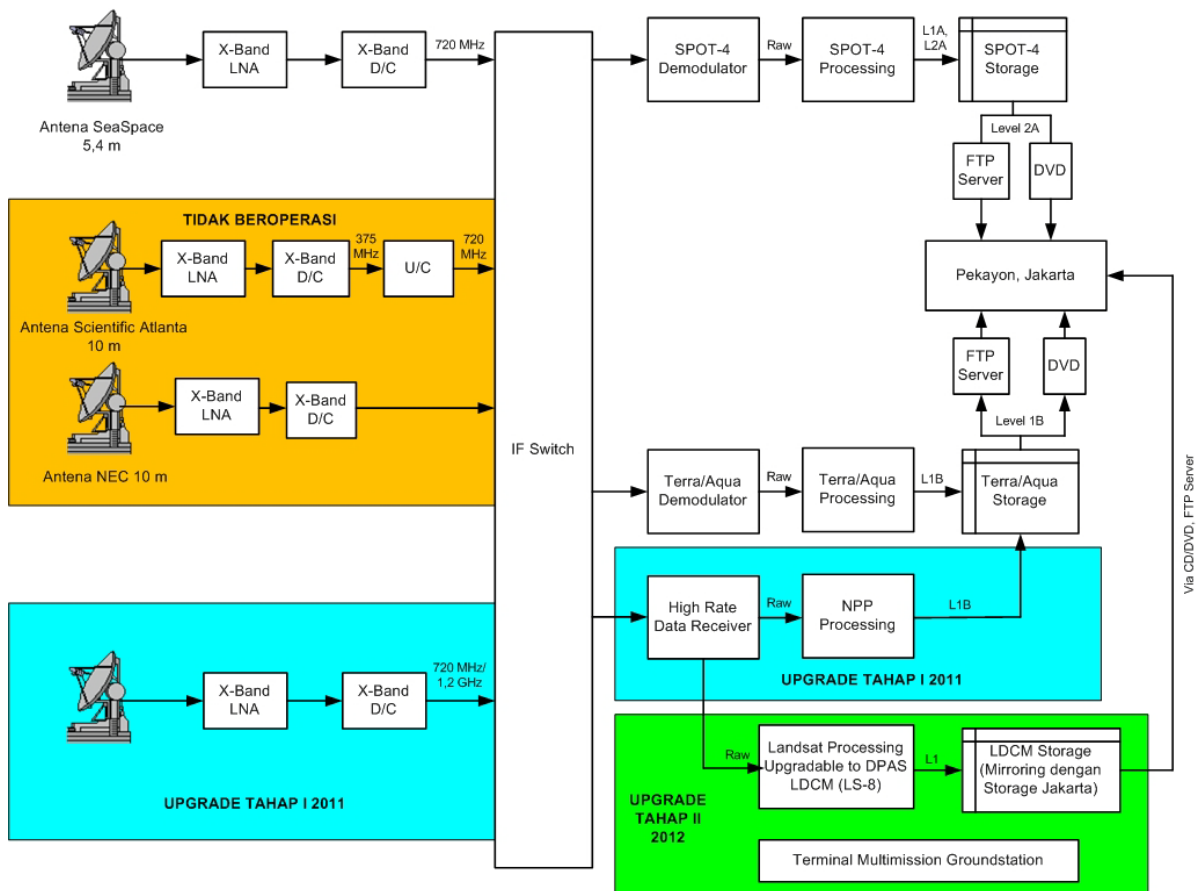 X-Band
LNA
X-Band
D/C
720 MHz
Antena SeaSpace
5,4 m
TIDAK BEROPERASI
X-Band
LNA
X-Band
D/C
375
MHz
U/C
720
MHz
Antena Scientific Atlanta
10 m
X-Band
LNA
X-Band
D/C
Antena NEC 10 m
X-Band
LNA
X-Band
D/C
720 MHz/
1,2 GHz
UPGRADE TAHAP I 2011
IF Switch
SPOT-4
Demodulator
Raw
SPOT-4
Processing
L1A,
L2A
SPOT-4
Storage
Level 2A
FTP
Server
DVD
Pekayon, Jakarta
FTP
Server
DVD
Level 1B
Terra/Aqua
Demodulator
Raw
Terra/Aqua
Processing
L1B
Terra/Aqua
Storage
High Rate
Data Receiver
Raw
NPP
Processing
L1B
UPGRADE TAHAP I 2011
Raw
Landsat Processing
Upgradable to DPAS
LDCM (LS-8)
L1
LDCM Storage
(Mirroring dengan
Storage Jakarta)
UPGRADE
TAHAP II
2012
Terminal Multimission Groundstation
Via CD/DVD, FTP Server